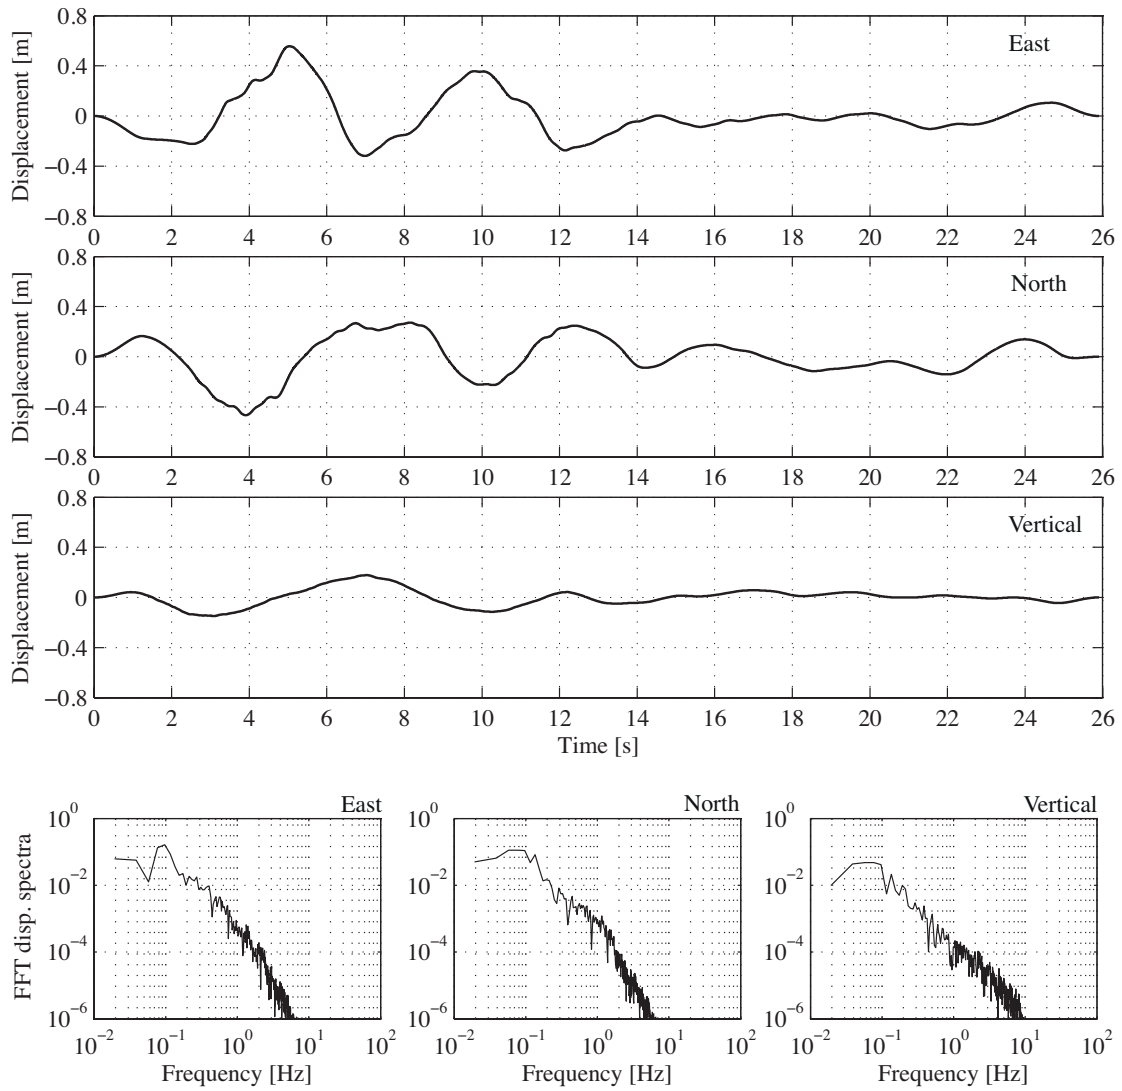 Displacement [m]
0.8
0.4
0
−0.4
−0.8
East
0 2 4 6 8 10 12 14 16 18 20 22 24 26
Displacement [m]
0.8
0.4
0
−0.4
−0.8
North
0 2 4 6 8 10 12 14 16 18 20 22 24 26
Displacement [m]
0.8
0.4
0
−0.4
−0.8
Vertical
0 2 4 6 8 10 12 14 16 18 20 22 24 26
Time [s]
FFT disp. spectra
East
10^0
10^−2
10^−4
10^−6
10^−2 10^−1 10^0 10^1 10^2
Frequency [Hz]
North
10^0
10^−2
10^−4
10^−6
10^−2 10^−1 10^0 10^1 10^2
Frequency [Hz]
Vertical
10^0
10^−2
10^−4
10^−6
10^−2 10^−1 10^0 10^1 10^2
Frequency [Hz]